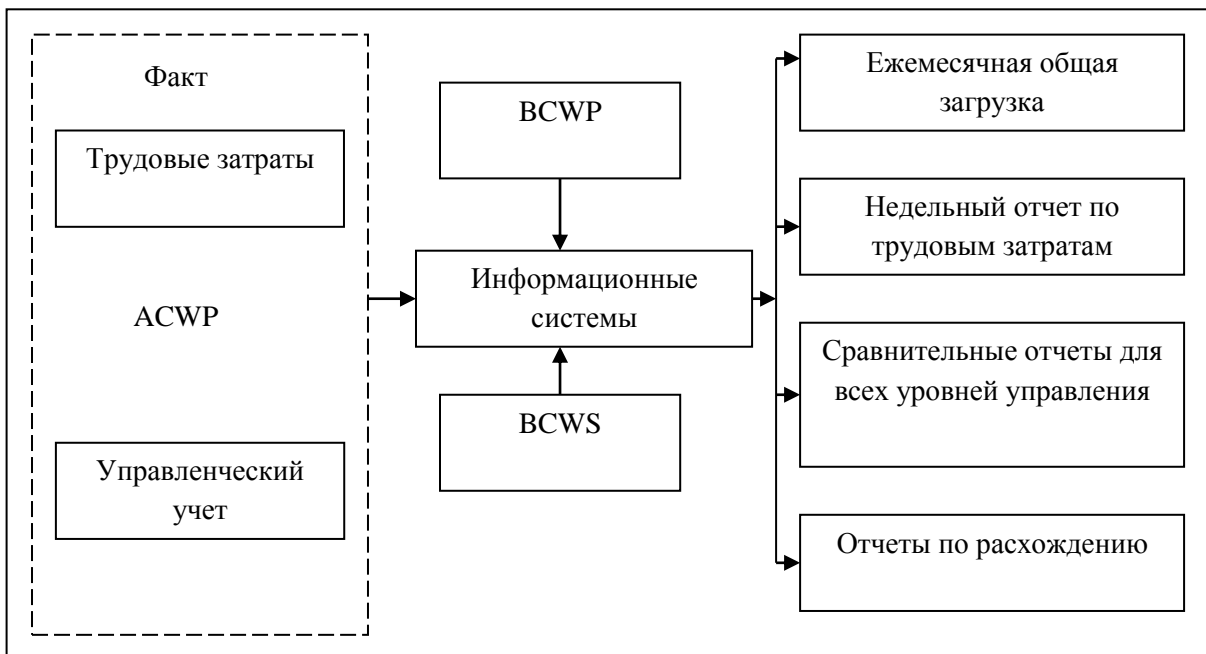 Факт
Трудовые затраты
ACWP
Управленческий
учет
BCWP
Информационные
системы
BCWS
Ежемесячная общая
загрузка
Недельный отчет по
трудовым затратам
Сравнительные отчеты для
всех уровней управления
Отчеты по расхождению